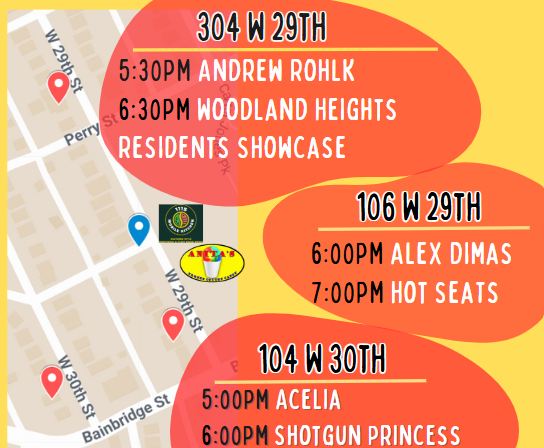 304 W 29TH
5:30PM ANDREW ROHLK
6:30PM WOODLAND HEIGHTS
RESIDENTS SHOWCASE
106 W 29TH
6:00PM ALEX DIMAS
7:00PM HOT SEATS
104 W 30TH
5:00PM ACELIA
6:00PM SHOTGUN PRINCESS
W 29th St
Perry St
ANITA'S
W 29th St
W 30th St
Bainbridge St